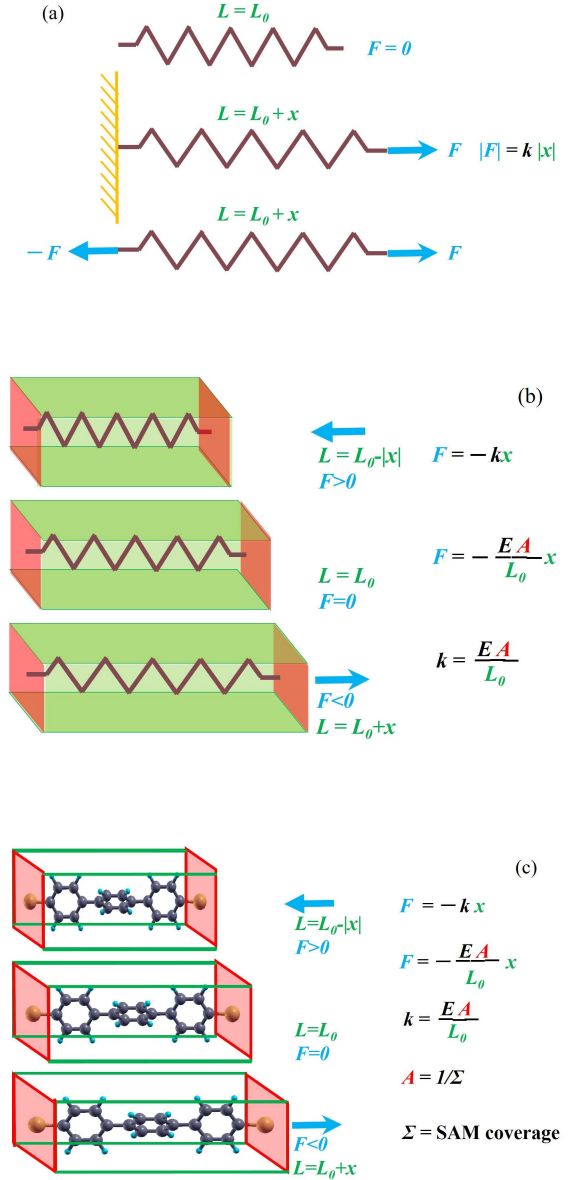 (a)
L = L₀
F = 0
L = L₀ + x
F |F| = k |x|
L = L₀ + x
− F
F
(b)
L = L₀-|x|
F>0
F = − kx
L = L₀
F=0
F = − E A / L₀ x
k = E A / L₀
F<0
L = L₀+x
(c)
L=L₀-|x|
F>0
F = − k x
F = − E A / L₀ x
L=L₀
F=0
k = E A / L₀
A = 1/Σ
F<0
L=L₀+x
Σ = SAM coverage